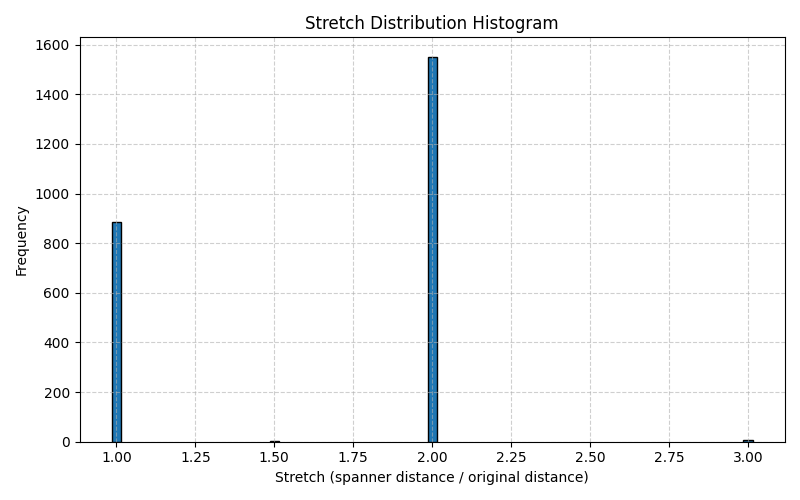 Stretch Distribution Histogram
Frequency
1600
1400
1200
1000
800
600
400
200
0
1.00 1.25 1.50 1.75 2.00 2.25 2.50 2.75 3.00
Stretch (spanner distance / original distance)